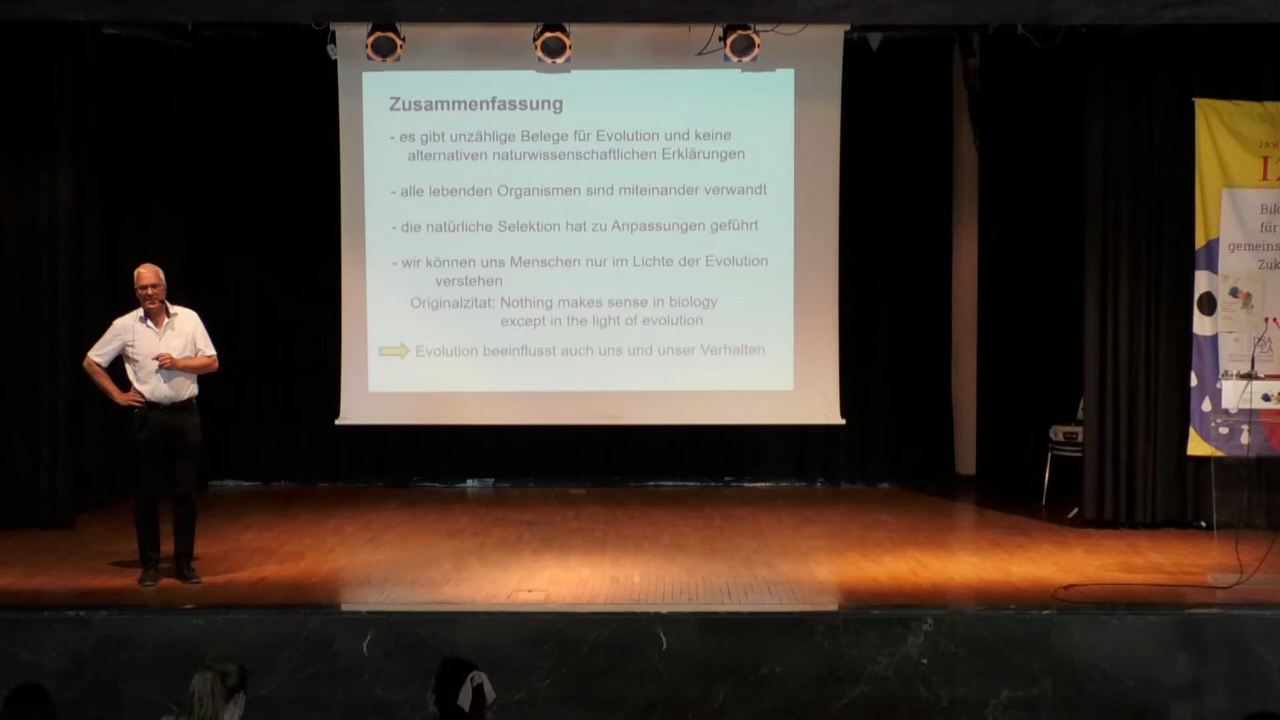 Zusammenfassung
- es gibt unzählige Belege für Evolution und keine
alternativen naturwissenschaftlichen Erklärungen
- alle lebenden Organismen sind miteinander verwandt
- die natürliche Selektion hat zu Anpassungen geführt
- wir können uns Menschen nur im Lichte der Evolution
verstehen
Originalzitat: Nothing makes sense in biology
except in the light of evolution
Evolution beeinflusst auch uns und unser Verhalten
für